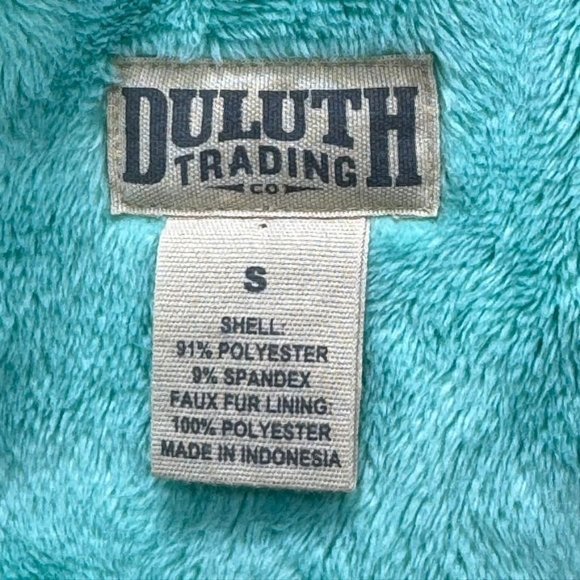 DULUTH
TRADING
CO
S
SHELL:
91% POLYESTER
9% SPANDEX
FAUX FUR LINING:
100% POLYESTER
MADE IN INDONESIA